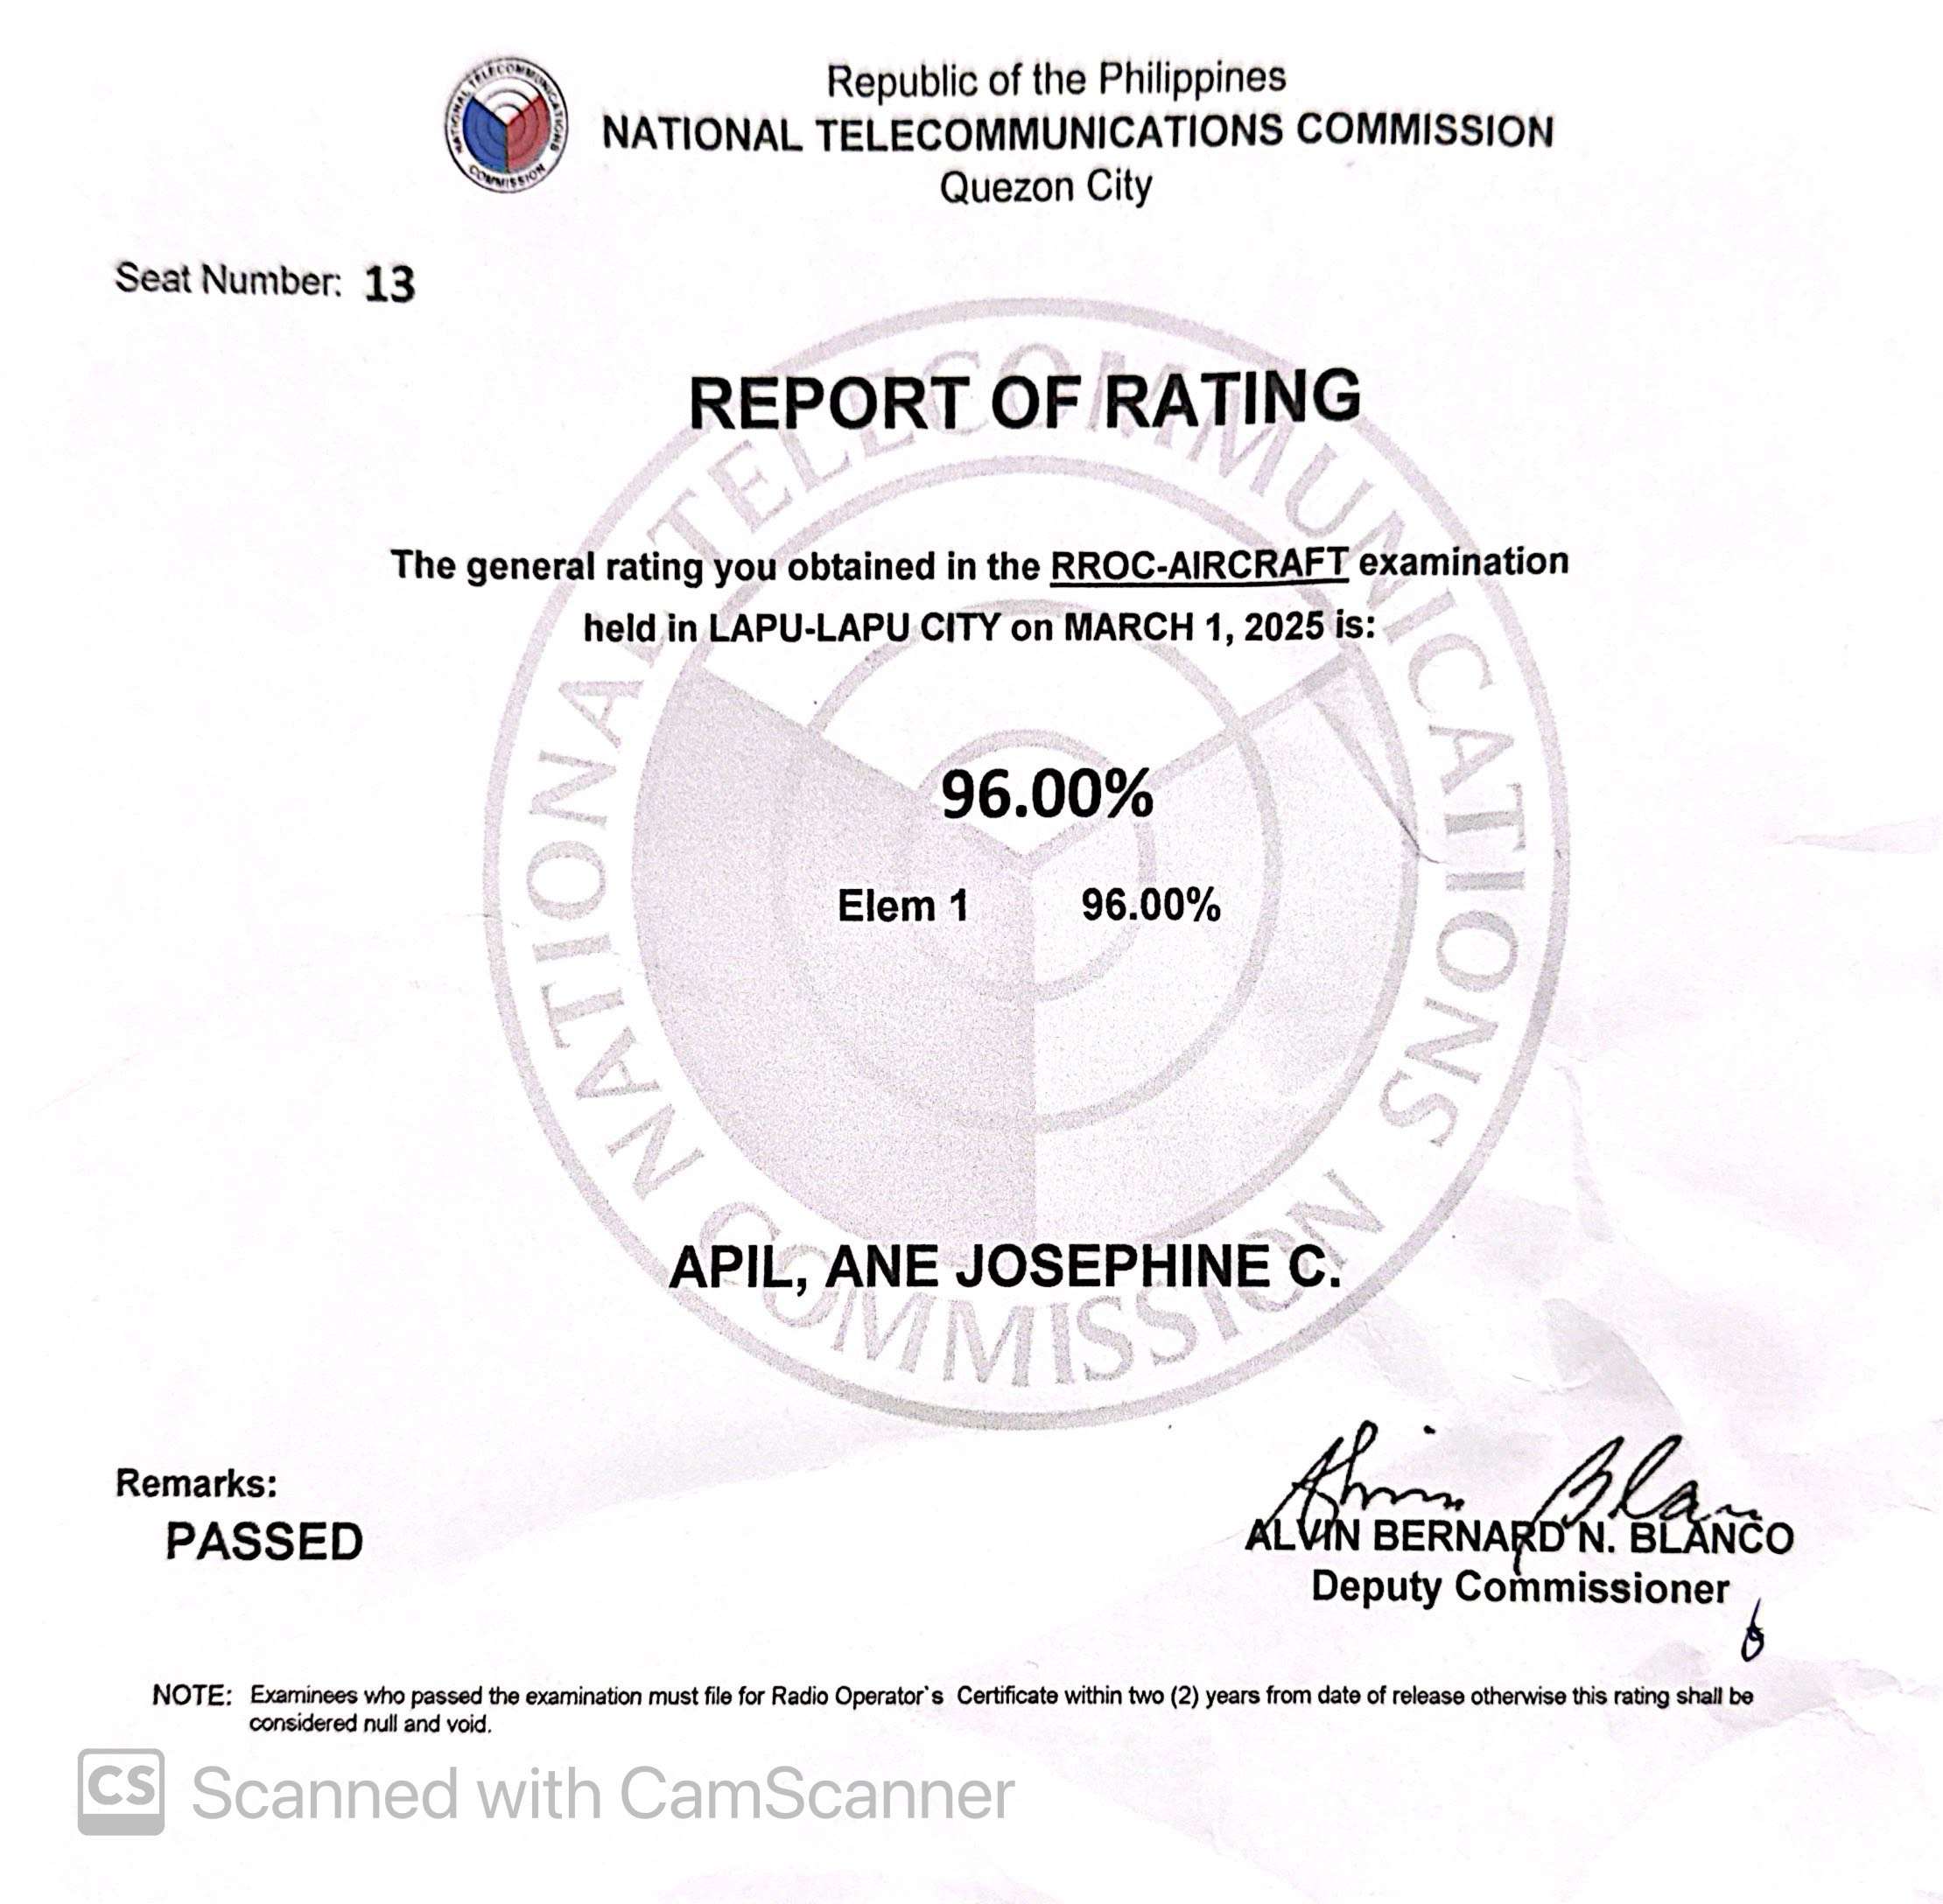 Republic of the Philippines
NATIONAL TELECOMMUNICATIONS COMMISSION
Quezon City
NATIONAL TELECOMMUNICATIONS COMMISSION
Seat Number: 13
NATIONAL TELECOMMUNICATIONS COMMISSION
REPORT OF RATING
The general rating you obtained in the RROC-AIRCRAFT examination
held in LAPU-LAPU CITY on MARCH 1, 2025 is:
96.00%
Elem 1 96.00%
APIL, ANE JOSEPHINE C.
Remarks:
PASSED
Alvin Blanco
ALVIN BERNARD N. BLANCO
Deputy Commissioner
NOTE: Examinees who passed the examination must file for Radio Operator`s Certificate within two (2) years from date of release otherwise this rating shall be
considered null and void.
CS Scanned with CamScanner